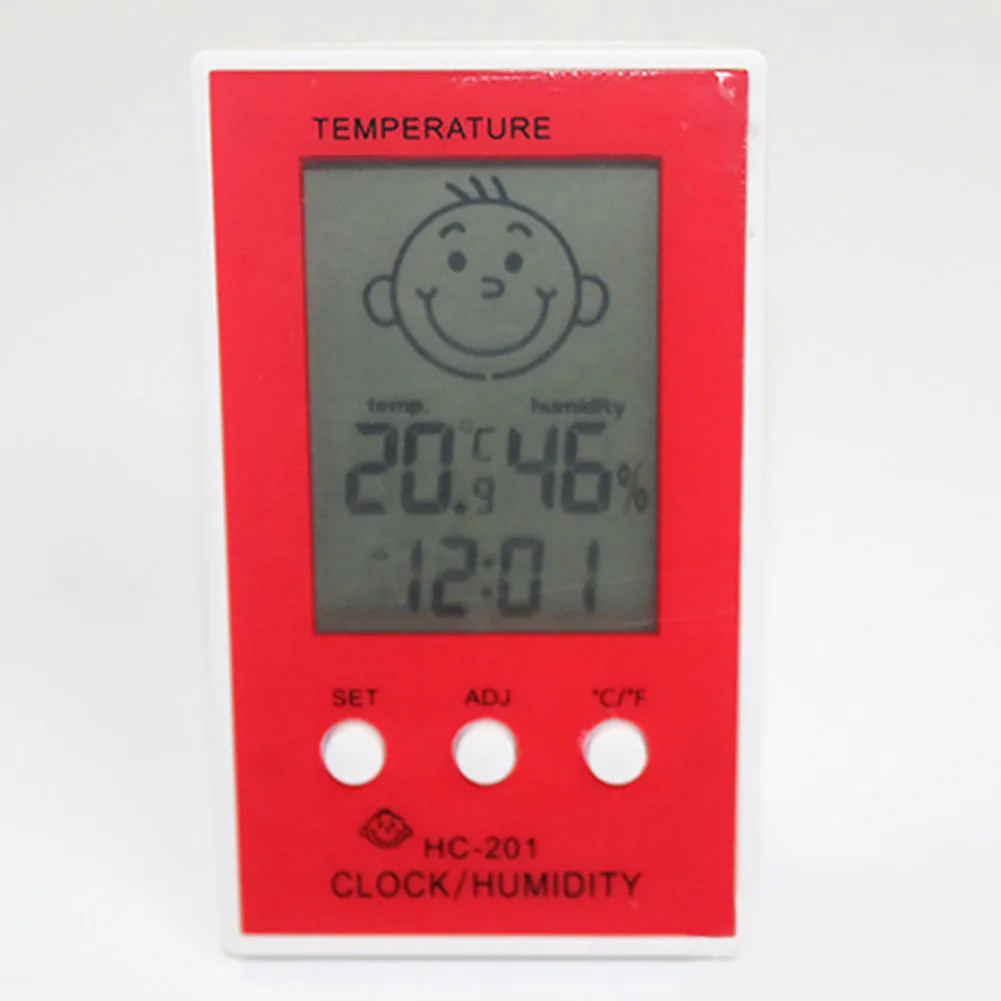 TEMPERATURE
temp. humidity
20.9°C 46%
12:01
SET ADJ °C/°F
HC-201
CLOCK/HUMIDITY